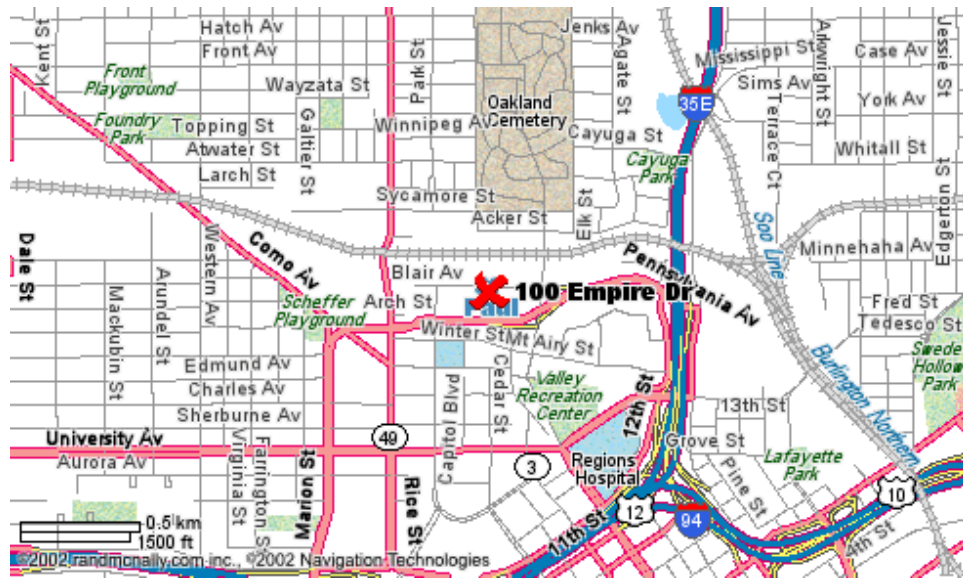 Kent St
Hatch Av
Front Av
Park St
Jenks Av
Agate St
Mississippi St
Arkwright St
Case Av
Jessie St
Front
Playground
Wayzata St
Sims Av
York Av
35E
Oakland
Cemetery
Foundry
Park
Topping St
Galtier St
Winnipeg Av
Cayuga St
Terrace Ct
Whitall St
Atwater St
Larch St
Cayuga
Park
Sycamore St
Acker St
Elk St
Edgerton St
Dale St
Western Av
Como Av
Soo Line
Minnehaha Av
Pennsylvania Av
Blair Av
Mackubin St
Arundel St
Scheffer
Playground
Arch St
Paul
100 Empire Dr
Fred St
Tedesco St
Winter St
Mt Airy St
Burlington Northern
Swede
Hollow
Park
Edmund Av
Charles Av
Sherburne Av
Capitol Blvd
Cedar St
Valley
Recreation
Center
12th St
13th St
University Av
49
Grove St
Aurora Av
Virginia St
Farrington S
Marion St
Rice St
3
Regions
Hospital
Pine St
Lafayette
Park
10
12
94
11th St
4th St
0.5 km
1500 ft
©2002 randmcnally.com inc., ©2002 Navigation Technologies